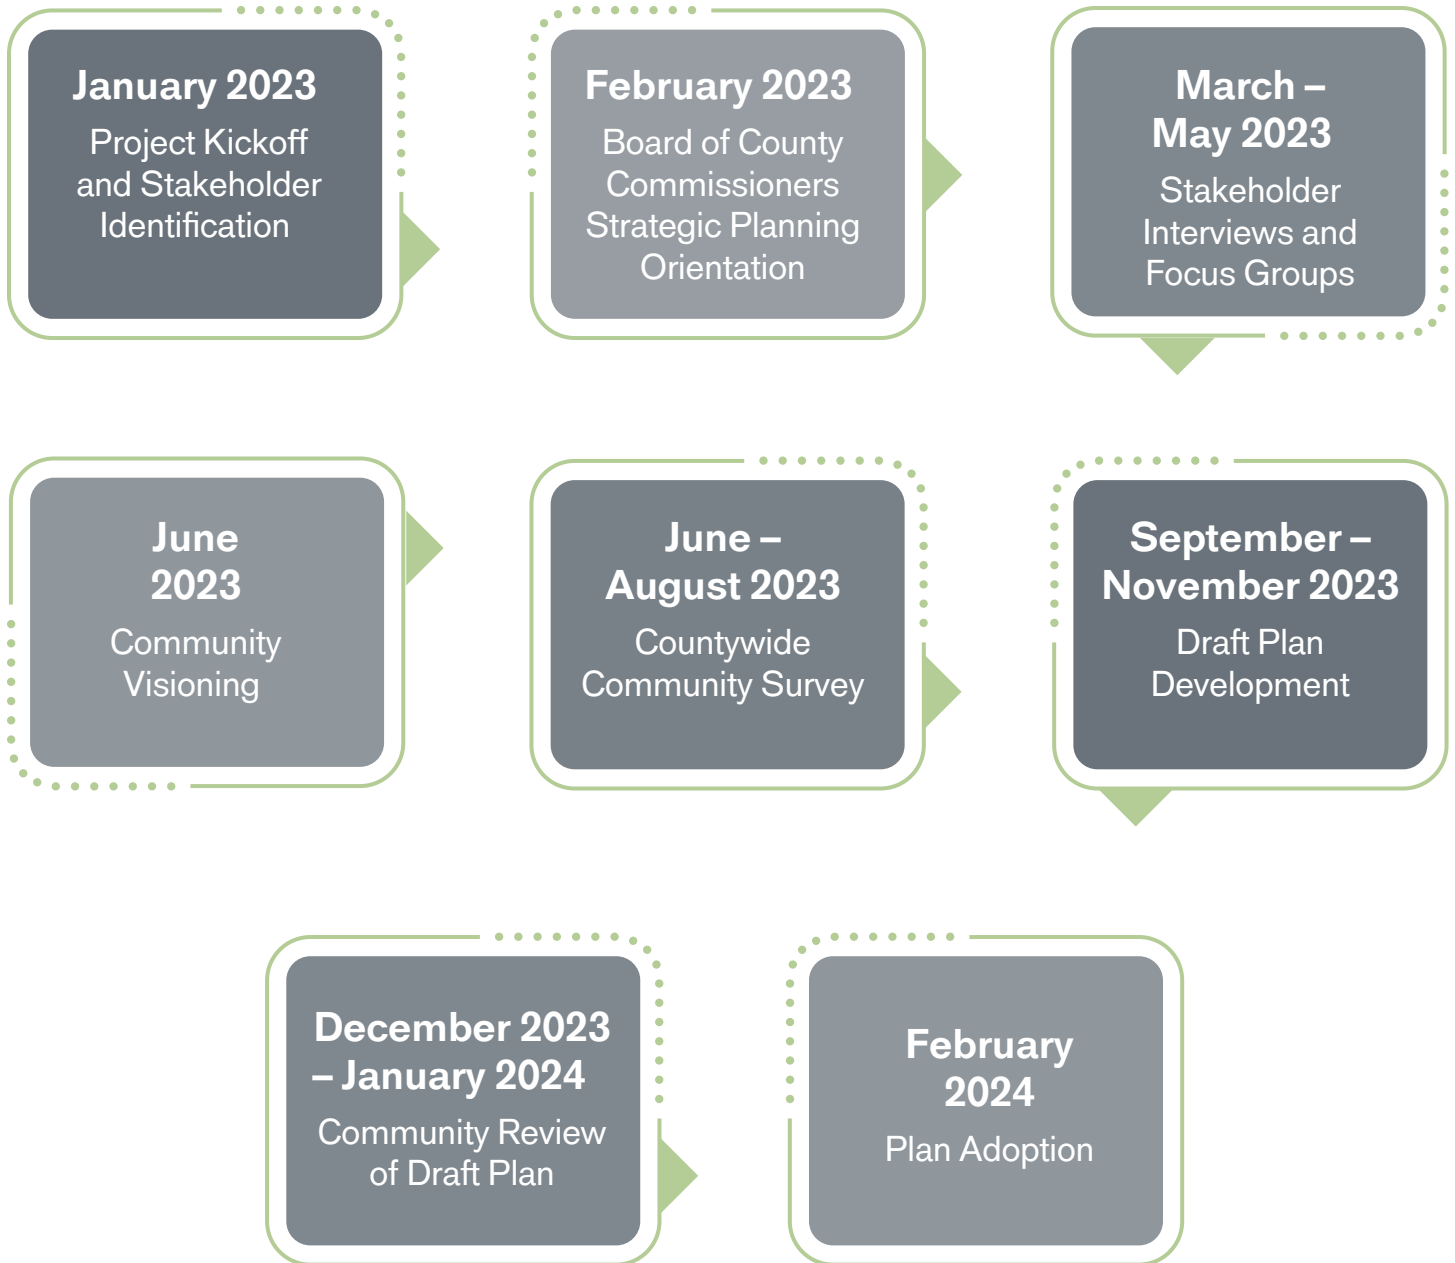 January 2023
Project Kickoff
and Stakeholder
Identification
February 2023
Board of County
Commissioners
Strategic Planning
Orientation
March –
May 2023
Stakeholder
Interviews and
Focus Groups
June
2023
Community
Visioning
June –
August 2023
Countywide
Community Survey
September –
November 2023
Draft Plan
Development
December 2023
– January 2024
Community Review
of Draft Plan
February
2024
Plan Adoption